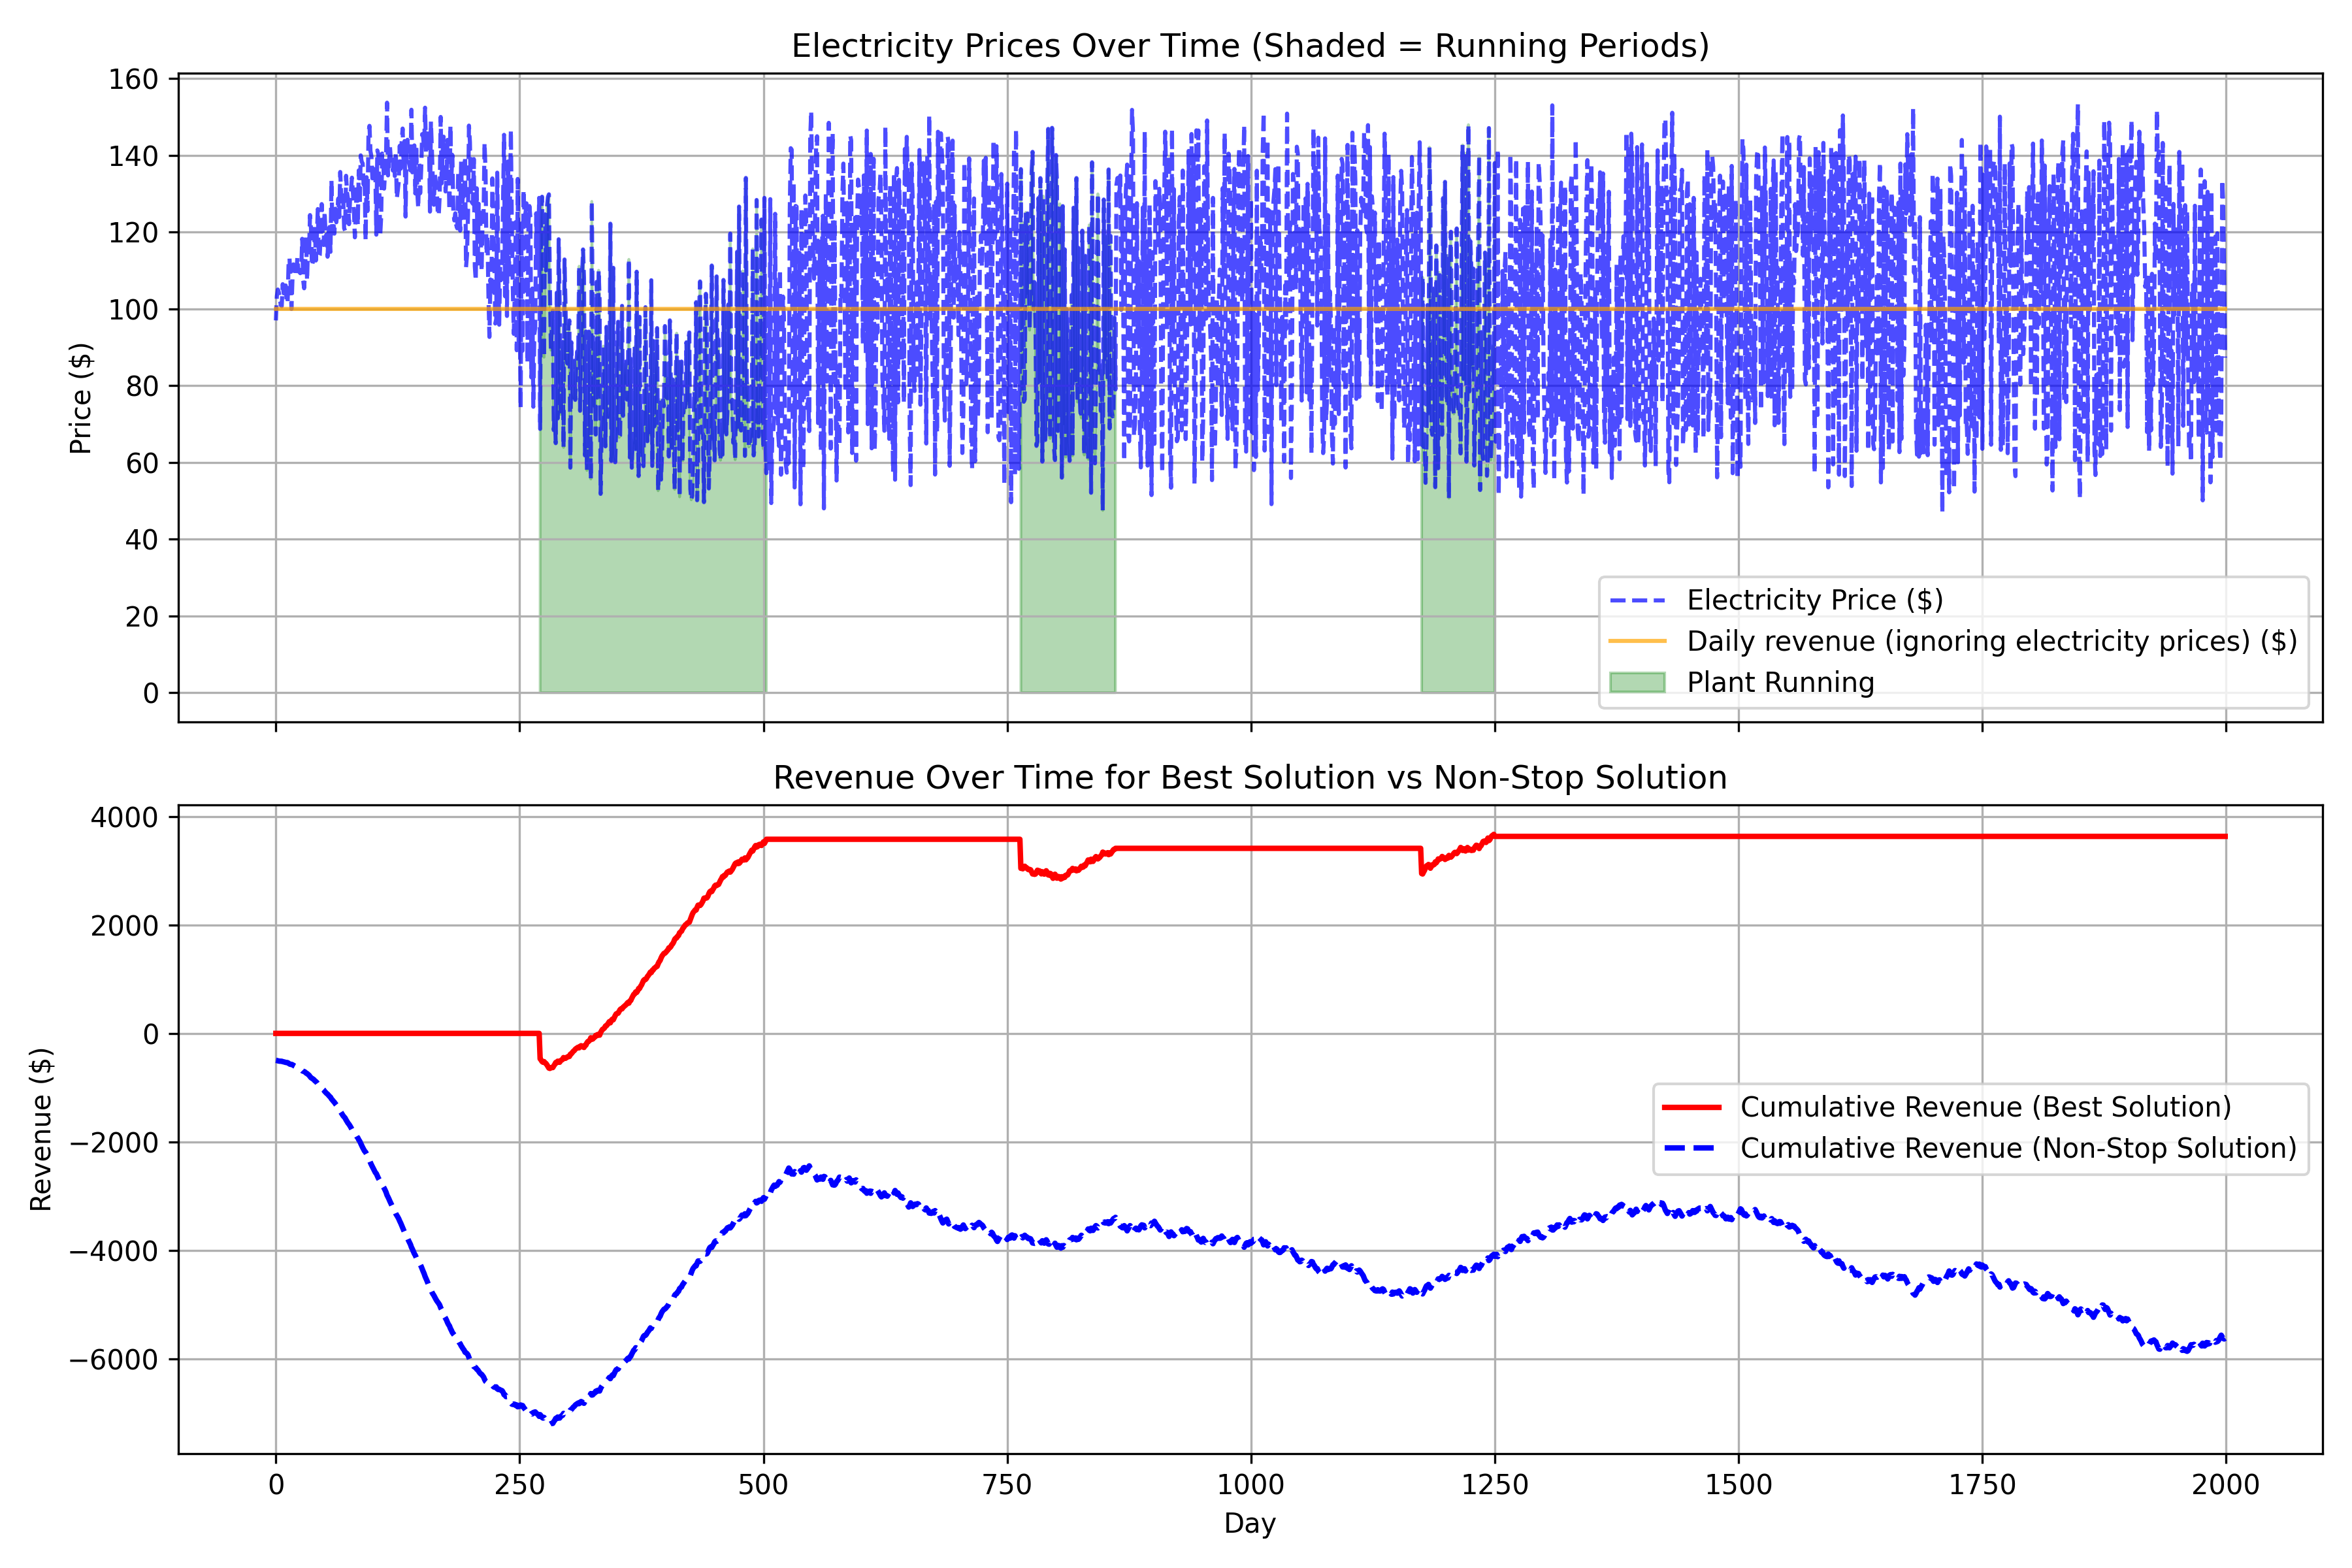 Electricity Prices Over Time (Shaded = Running Periods)
160
140
120
100
80
60
40
20
0
Price ($)
Electricity Price ($)
Daily revenue (ignoring electricity prices) ($)
Plant Running
Revenue Over Time for Best Solution vs Non-Stop Solution
4000
2000
0
−2000
−4000
−6000
Revenue ($)
Cumulative Revenue (Best Solution)
Cumulative Revenue (Non-Stop Solution)
0 250 500 750 1000 1250 1500 1750 2000
Day